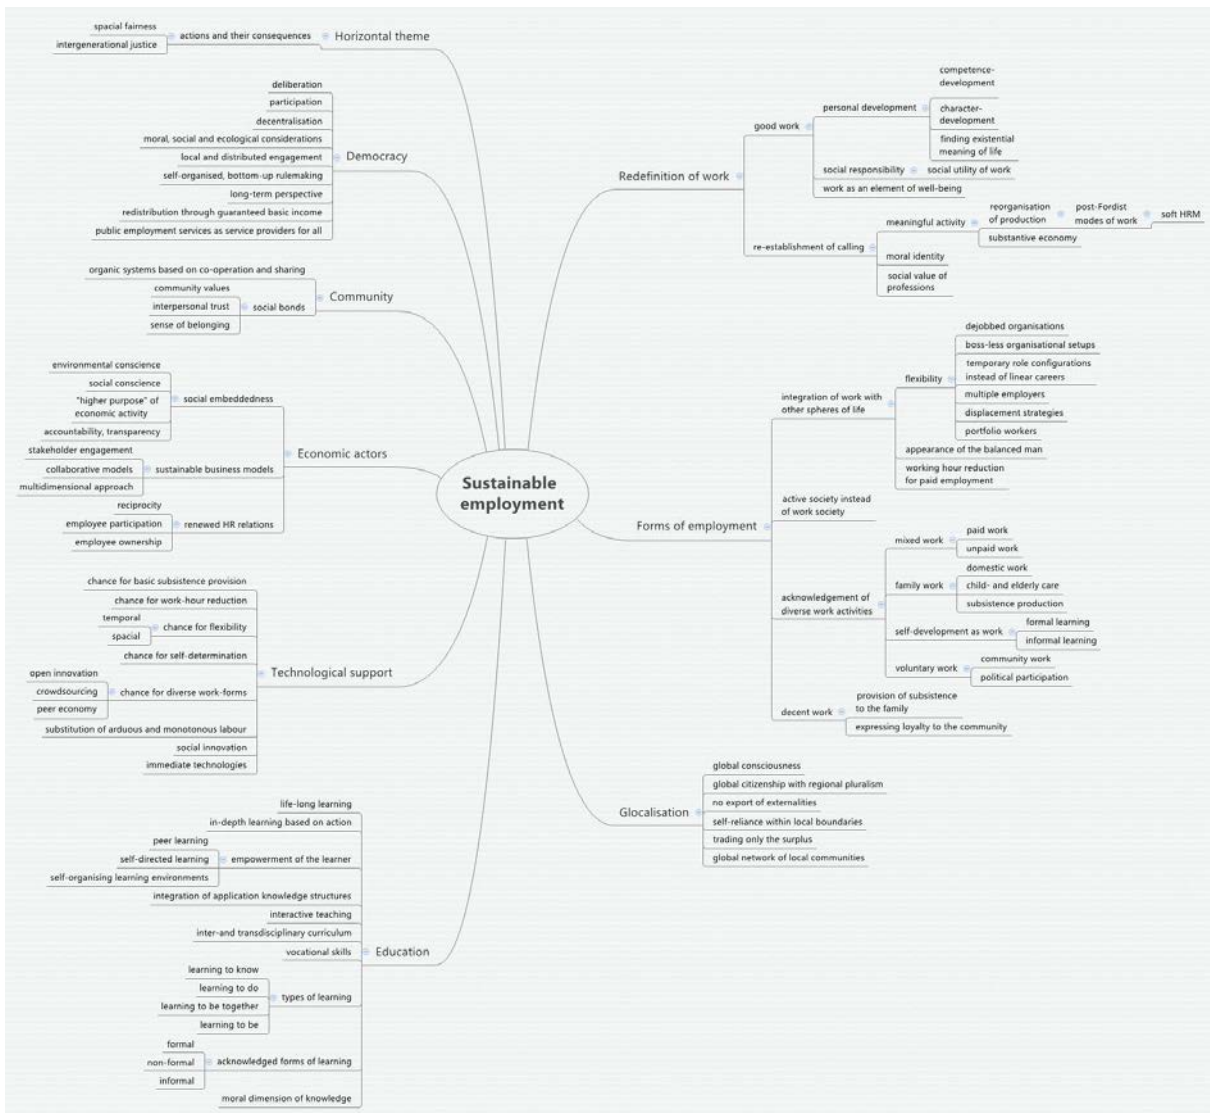 spacial fairness
intergenerational justice
actions and their consequences
Horizontal theme
deliberation
participation
decentralisation
moral, social and ecological considerations
local and distributed engagement
self-organised, bottom-up rulemaking
long-term perspective
redistribution through guaranteed basic income
public employment services as service providers for all
Democracy
organic systems based on co-operation and sharing
community values
interpersonal trust
sense of belonging
social bonds
Community
environmental conscience
social conscience
"higher purpose" of
economic activity
accountability, transparency
social embeddedness
stakeholder engagement
collaborative models
multidimensional approach
sustainable business models
reciprocity
employee participation
employee ownership
renewed HR relations
Economic actors
chance for basic subsistence provision
chance for work-hour reduction
temporal
spacial
chance for flexibility
chance for self-determination
open innovation
crowdsourcing
peer economy
chance for diverse work-forms
substitution of arduous and monotonous labour
social innovation
immediate technologies
Technological support
life-long learning
in-depth learning based on action
peer learning
self-directed learning
self-organising learning environments
empowerment of the learner
integration of application knowledge structures
interactive teaching
inter-and transdisciplinary curriculum
vocational skills
learning to know
learning to do
learning to be together
learning to be
types of learning
formal
non-formal
informal
acknowledged forms of learning
moral dimension of knowledge
Education
Sustainable
employment
Redefinition of work
good work
personal development
competence-
development
character-
development
finding existential
meaning of life
social responsibility
social utility of work
work as an element of well-being
re-establishment of calling
meaningful activity
reorganisation
of production
post-Fordist
modes of work
soft HRM
substantive economy
moral identity
social value of
professions
Forms of employment
integration of work with
other spheres of life
flexibility
dejobbed organisations
boss-less organisational setups
temporary role configurations
instead of linear careers
multiple employers
displacement strategies
portfolio workers
appearance of the balanced man
working hour reduction
for paid employment
active society instead
of work society
acknowledgement of
diverse work activities
mixed work
paid work
unpaid work
family work
domestic work
child- and elderly care
subsistence production
self-development as work
formal learning
informal learning
voluntary work
community work
political participation
decent work
provision of subsistence
to the family
expressing loyalty to the community
Glocalisation
global consciousness
global citizenship with regional pluralism
no export of externalities
self-reliance within local boundaries
trading only the surplus
global network of local communities